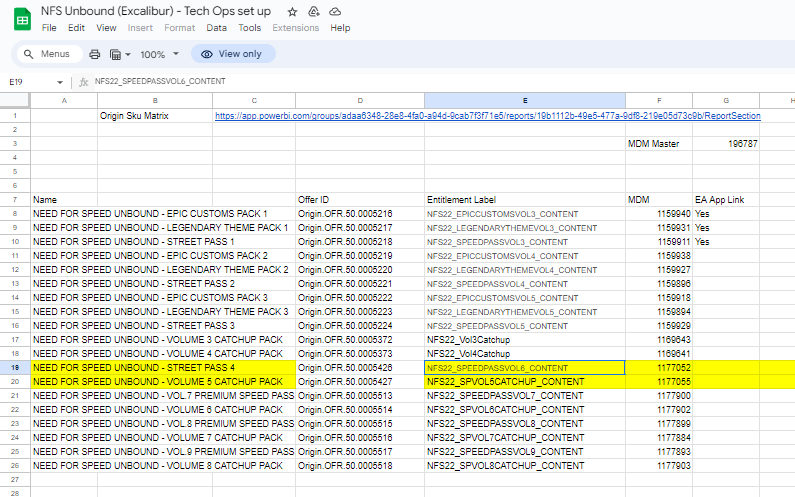 NFS Unbound (Excalibur) - Tech Ops set up
File Edit View Insert Format Data Tools Extensions Help
Menus 100% View only
E19 fx NFS22_SPEEDPASSVOL6_CONTENT
A B C D E F G H
1 Origin Sku Matrix https://app.powerbi.com/groups/adaa6348-28e8-4fa0-a94d-9cab7f3f71e5/reports/19b1112b-49e5-477a-9df8-219e05d73c9b/ReportSection
2
3 MDM Master 196787
4
5
6
7 Name Offer ID Entitlement Label MDM EA App Link
8 NEED FOR SPEED UNBOUND - EPIC CUSTOMS PACK 1 Origin.OFR.50.0005216 NFS22_EPICCUSTOMSVOL3_CONTENT 1159940 Yes
9 NEED FOR SPEED UNBOUND - LEGENDARY THEME PACK 1 Origin.OFR.50.0005217 NFS22_LEGENDARYTHEMEVOL3_CONTENT 1159931 Yes
10 NEED FOR SPEED UNBOUND - STREET PASS 1 Origin.OFR.50.0005218 NFS22_SPEEDPASSVOL3_CONTENT 1159911 Yes
11 NEED FOR SPEED UNBOUND - EPIC CUSTOMS PACK 2 Origin.OFR.50.0005219 NFS22_EPICCUSTOMSVOL4_CONTENT 1159938
12 NEED FOR SPEED UNBOUND - LEGENDARY THEME PACK 2 Origin.OFR.50.0005220 NFS22_LEGENDARYTHEMEVOL4_CONTENT 1159927
13 NEED FOR SPEED UNBOUND - STREET PASS 2 Origin.OFR.50.0005221 NFS22_SPEEDPASSVOL4_CONTENT 1159896
14 NEED FOR SPEED UNBOUND - EPIC CUSTOMS PACK 3 Origin.OFR.50.0005222 NFS22_EPICCUSTOMSVOL5_CONTENT 1159918
15 NEED FOR SPEED UNBOUND - LEGENDARY THEME PACK 3 Origin.OFR.50.0005223 NFS22_LEGENDARYTHEMEVOL5_CONTENT 1159894
16 NEED FOR SPEED UNBOUND - STREET PASS 3 Origin.OFR.50.0005224 NFS22_SPEEDPASSVOL5_CONTENT 1159929
17 NEED FOR SPEED UNBOUND - VOLUME 3 CATCHUP PACK Origin.OFR.50.0005372 NFS22_Vol3Catchup 1169643
18 NEED FOR SPEED UNBOUND - VOLUME 4 CATCHUP PACK Origin.OFR.50.0005373 NFS22_Vol4Catchup 1169641
19 NEED FOR SPEED UNBOUND - STREET PASS 4 Origin.OFR.50.0005426 NFS22_SPEEDPASSVOL6_CONTENT 1177052
20 NEED FOR SPEED UNBOUND - VOLUME 5 CATCHUP PACK Origin.OFR.50.0005427 NFS22_SPVOL5CATCHUP_CONTENT 1177055
21 NEED FOR SPEED UNBOUND - VOL.7 PREMIUM SPEED PASS Origin.OFR.50.0005513 NFS22_SPEEDPASSVOL7_CONTENT 1177900
22 NEED FOR SPEED UNBOUND - VOLUME 6 CATCHUP PACK Origin.OFR.50.0005514 NFS22_SPVOL6CATCHUP_CONTENT 1177902
23 NEED FOR SPEED UNBOUND - VOL.8 PREMIUM SPEED PASS Origin.OFR.50.0005515 NFS22_SPEEDPASSVOL8_CONTENT 1177899
24 NEED FOR SPEED UNBOUND - VOLUME 7 CATCHUP PACK Origin.OFR.50.0005516 NFS22_SPVOL7CATCHUP_CONTENT 1177884
25 NEED FOR SPEED UNBOUND - VOL.9 PREMIUM SPEED PASS Origin.OFR.50.0005517 NFS22_SPEEDPASSVOL9_CONTENT 1177893
26 NEED FOR SPEED UNBOUND - VOLUME 8 CATCHUP PACK Origin.OFR.50.0005518 NFS22_SPVOL8CATCHUP_CONTENT 1177903
27
28